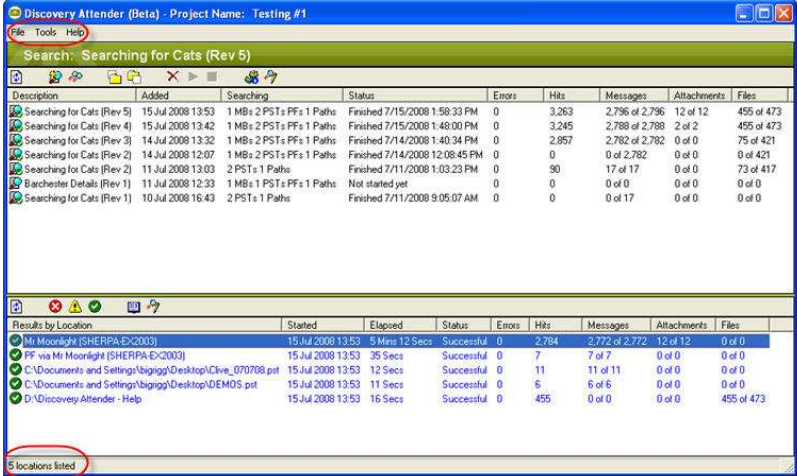 Discovery Attender (Beta) - Project Name: Testing #1
File Tools Help
Search: Searching for Cats (Rev 5)
Description Added Searching Status Errors Hits Messages Attachments Files
Searching for Cats (Rev 5) 15 Jul 2008 13:53 1 MBs 2 PSTs PFs 1 Paths Finished 7/15/2008 1:58:33 PM 0 3,263 2,796 of 2,796 12 of 12 455 of 473
Searching for Cats (Rev 4) 15 Jul 2008 13:42 1 MBs 2 PSTs PFs 1 Paths Finished 7/15/2008 1:48:00 PM 0 3,245 2,788 of 2,788 2 of 2 455 of 473
Searching for Cats (Rev 3) 14 Jul 2008 13:32 1 MBs 2 PSTs PFs 1 Paths Finished 7/14/2008 1:40:34 PM 0 2,857 2,782 of 2,782 0 of 0 75 of 421
Searching for Cats (Rev 2) 14 Jul 2008 12:07 1 MBs 2 PSTs PFs 1 Paths Finished 7/14/2008 12:08:45 PM 0 0 0 of 2,782 0 of 0 0 of 421
Searching for Cats (Rev 2) 11 Jul 2008 13:03 2 PSTs 1 Paths Finished 7/11/2008 1:03:23 PM 0 90 17 of 17 0 of 0 73 of 417
Barchester Details (Rev 1) 11 Jul 2008 12:33 1 MBs 1 PSTs PFs 1 Paths Not started yet 0 0 0 of 0 0 of 0 0 of 0
Searching for Cats (Rev 1) 10 Jul 2008 16:43 2 PSTs 1 Paths Finished 7/11/2008 9:05:07 AM 0 0 0 of 17 0 of 0 0 of 0
Results by Location Started Elapsed Status Errors Hits Messages Attachments Files
Mr Moonlight (SHERPA-EX2003) 15 Jul 2008 13:53 5 Mins 12 Secs Successful 0 2,784 2,772 of 2,772 12 of 12 0 of 0
PF via Mr Moonlight (SHERPA-EX2003) 15 Jul 2008 13:53 35 Secs Successful 0 7 7 of 7 0 of 0 0 of 0
C:\Documents and Settings\bigrigg\Desktop\Clive_070708.pst 15 Jul 2008 13:53 12 Secs Successful 0 11 11 of 11 0 of 0 0 of 0
C:\Documents and Settings\bigrigg\Desktop\DEMOS.pst 15 Jul 2008 13:53 11 Secs Successful 0 6 6 of 6 0 of 0 0 of 0
D:\Discovery Attender - Help 15 Jul 2008 13:53 16 Secs Successful 0 455 0 of 0 0 of 0 455 of 473
5 locations listed